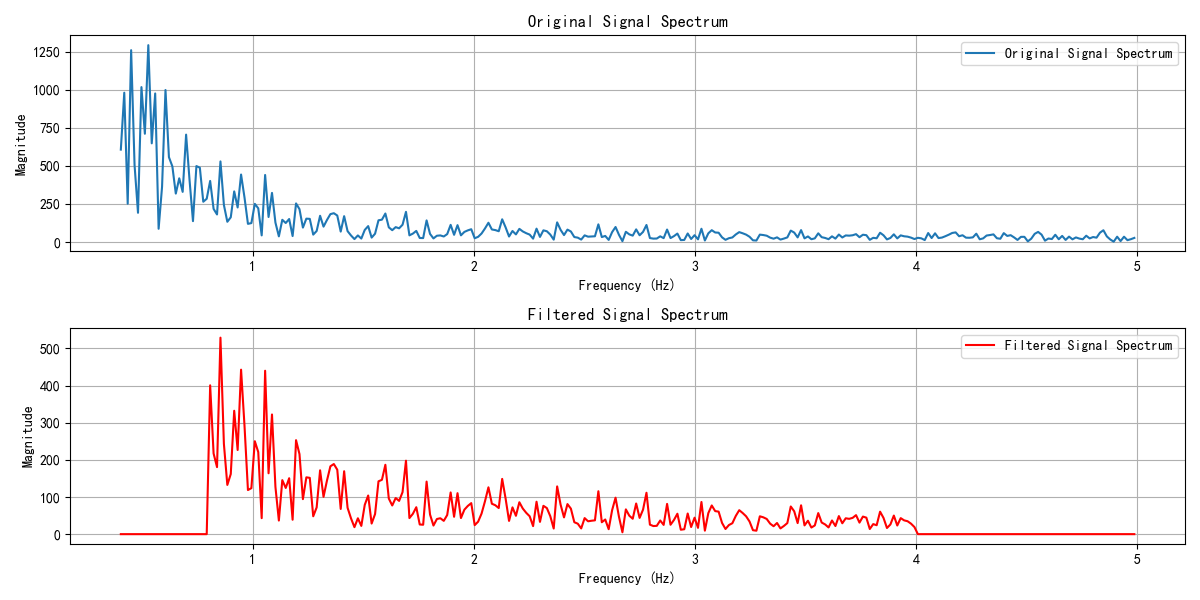 Original Signal Spectrum
1250
1000
750
500
250
0
Magnitude
Original Signal Spectrum
1 2 3 4 5
Frequency (Hz)
Filtered Signal Spectrum
500
400
300
200
100
0
Magnitude
Filtered Signal Spectrum
1 2 3 4 5
Frequency (Hz)